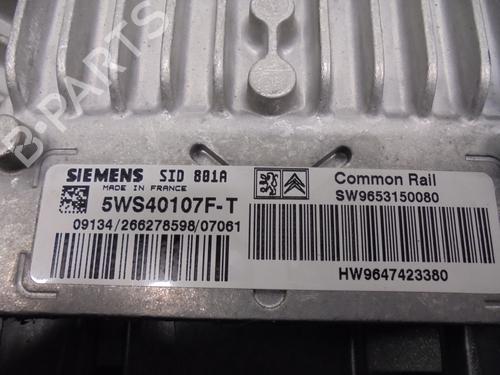 B-PARTS
SIEMENS SID 801A
MADE IN FRANCE
5WS40107F-T
09134/266278598/07061
Common Rail
SW9653150080
HW9647423380